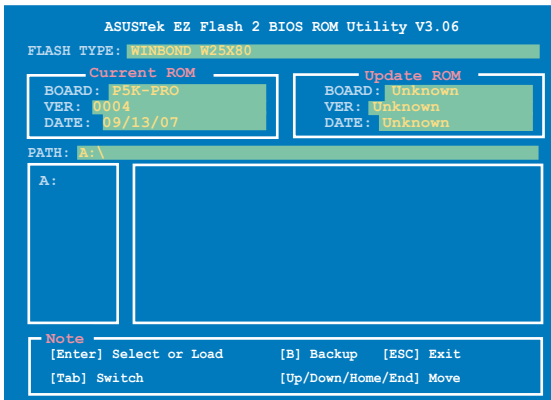 ASUSTek EZ Flash 2 BIOS ROM Utility V3.06
FLASH TYPE: WINBOND W25X80
Current ROM
BOARD: P5K-PRO
VER: 0004
DATE: 09/13/07
Update ROM
BOARD: Unknown
VER: Unknown
DATE: Unknown
PATH: A:\
A:
Note
[Enter] Select or Load [B] Backup [ESC] Exit
[Tab] Switch [Up/Down/Home/End] Move